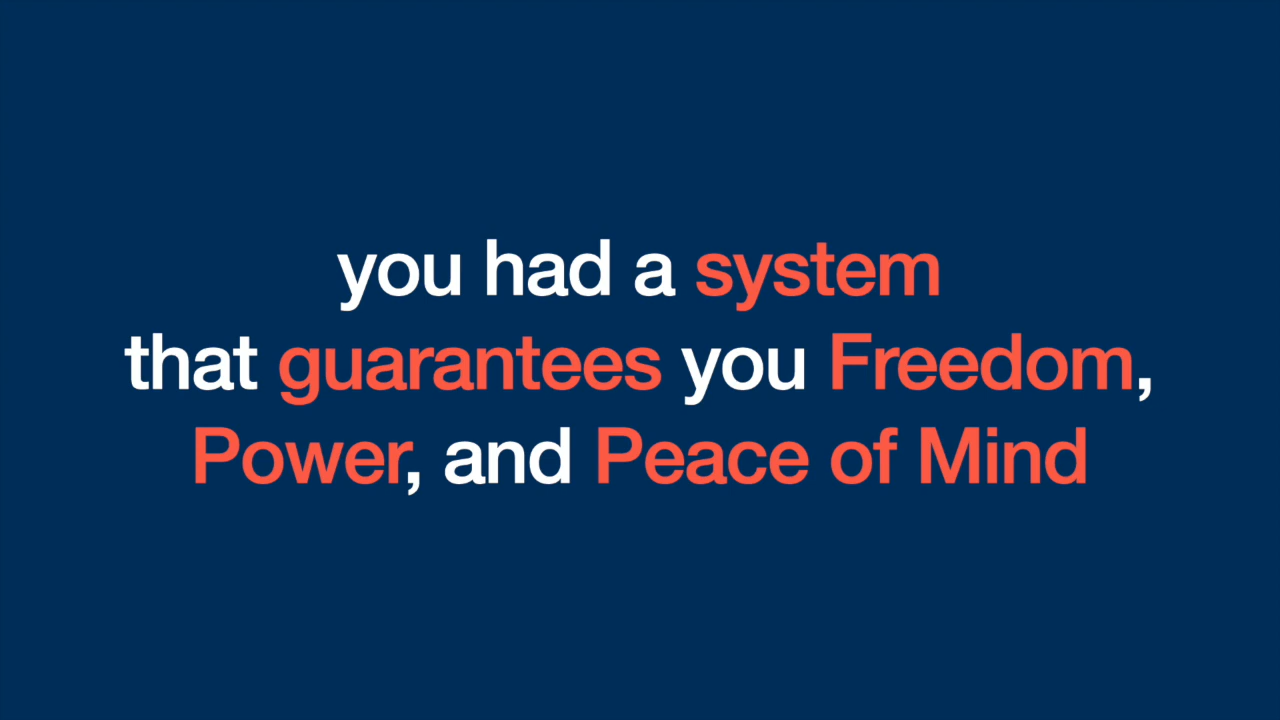 you had a system
that guarantees you Freedom,
Power, and Peace of Mind